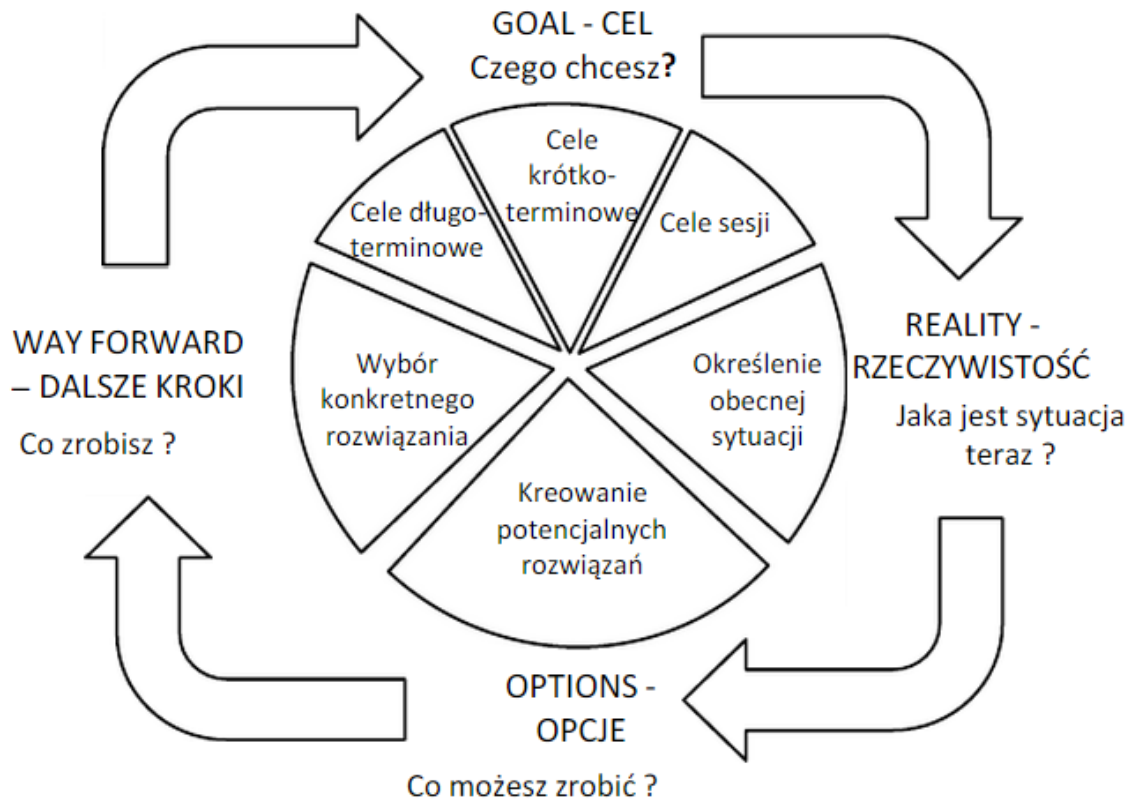 GOAL - CEL
Czego chcesz?
Cele
krótko-
terminowe
Cele długo-
terminowe
Cele sesji
WAY FORWARD
– DALSZE KROKI
Co zrobisz ?
Wybór
konkretnego
rozwiązania
Określenie
obecnej
sytuacji
REALITY -
RZECZYWISTOŚĆ
Jaka jest sytuacja
teraz ?
Kreowanie
potencjalnych
rozwiązań
OPTIONS -
OPCJE
Co możesz zrobić ?